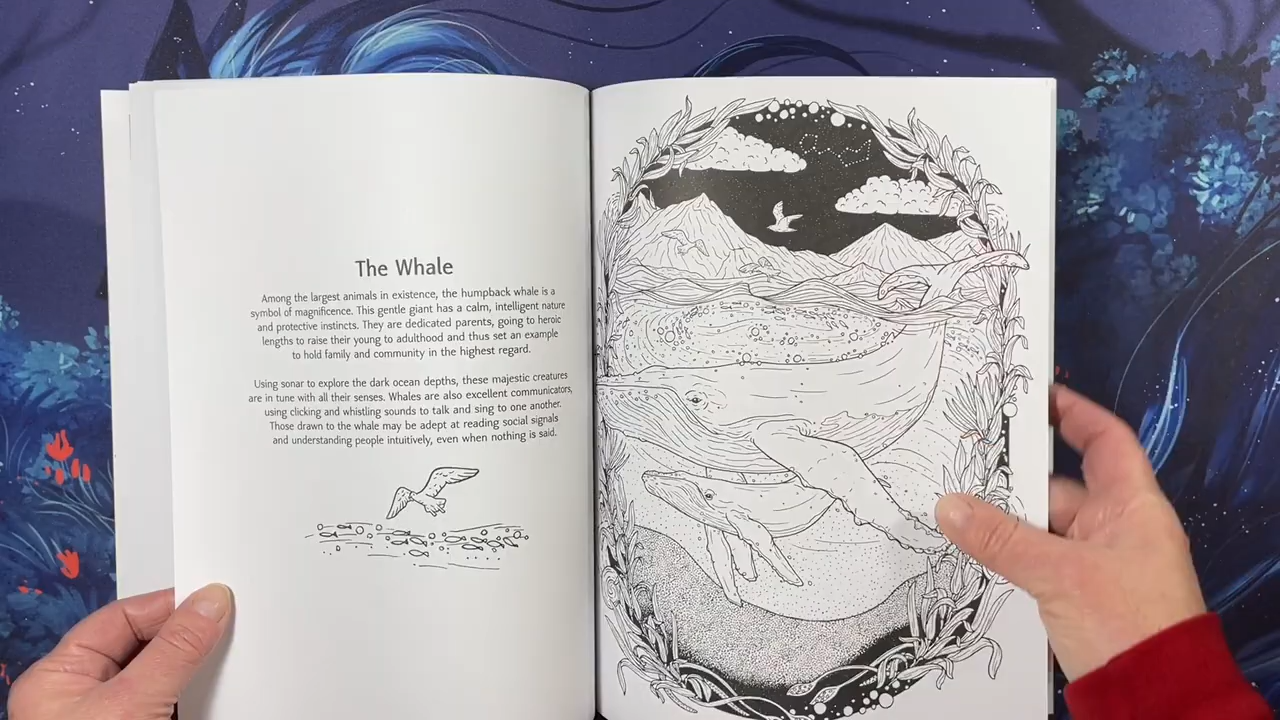 The Whale
Among the largest animals in existence, the humpback whale is a
symbol of magnificence. This gentle giant has a calm, intelligent nature
and protective instincts. They are dedicated parents, going to heroic
lengths to raise their young to adulthood and thus set an example
to hold family and community in the highest regard.
Using sonar to explore the dark ocean depths, these majestic creatures
are in tune with all their senses. Whales are also excellent communicators,
using clicking and whistling sounds to talk and sing to one another.
Those drawn to the whale may be adept at reading social signals
and understanding people intuitively, even when nothing is said.